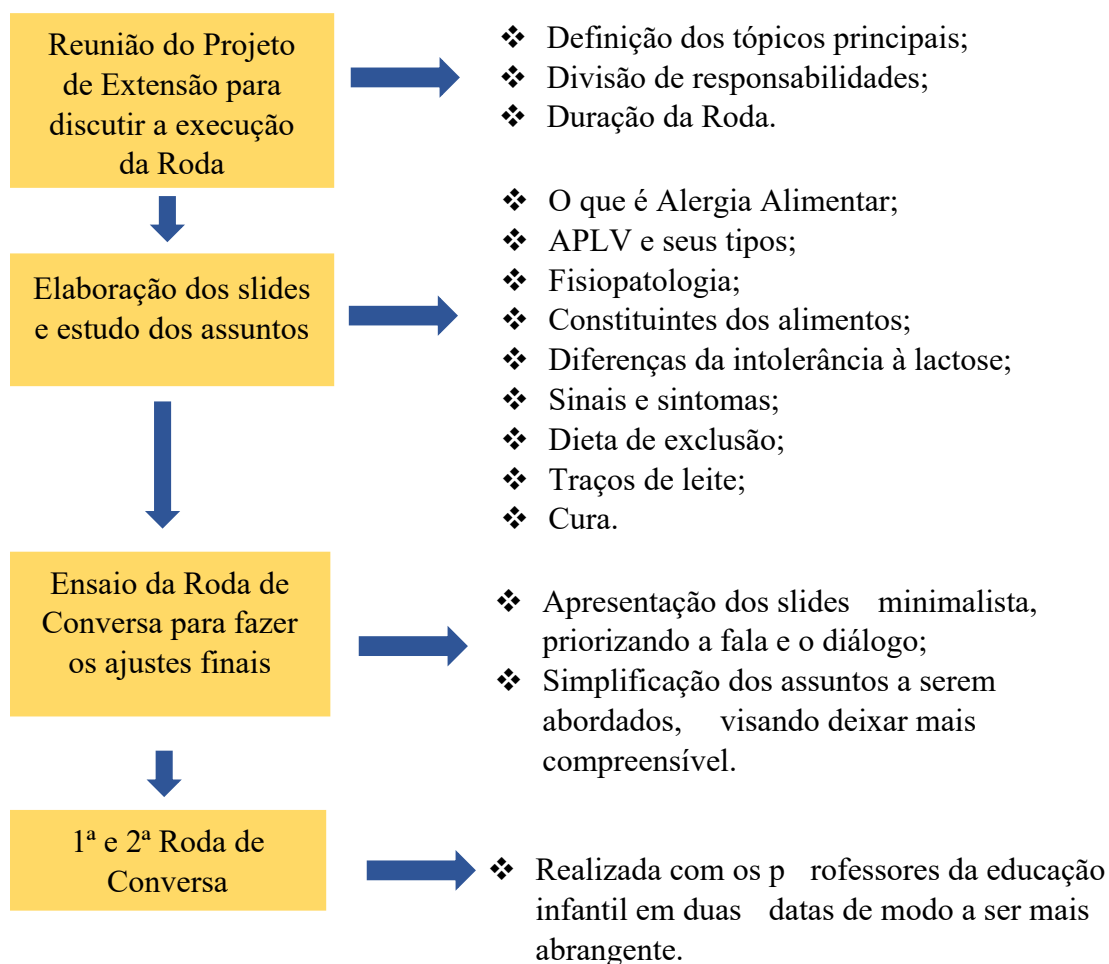 Reunião do Projeto
de Extensão para
discutir a execução
da Roda
❖ Definição dos tópicos principais;
❖ Divisão de responsabilidades;
❖ Duração da Roda.
Elaboração dos slides
e estudo dos assuntos
❖ O que é Alergia Alimentar;
❖ APLV e seus tipos;
❖ Fisiopatologia;
❖ Constituintes dos alimentos;
❖ Diferenças da intolerância à lactose;
❖ Sinais e sintomas;
❖ Dieta de exclusão;
❖ Traços de leite;
❖ Cura.
Ensaio da Roda de
Conversa para fazer
os ajustes finais
❖ Apresentação dos slides minimalista,
priorizando a fala e o diálogo;
❖ Simplificação dos assuntos a serem
abordados, visando deixar mais
compreensível.
1ª e 2ª Roda de
Conversa
❖ Realizada com os p rofessores da educação
infantil em duas datas de modo a ser mais
abrangente.